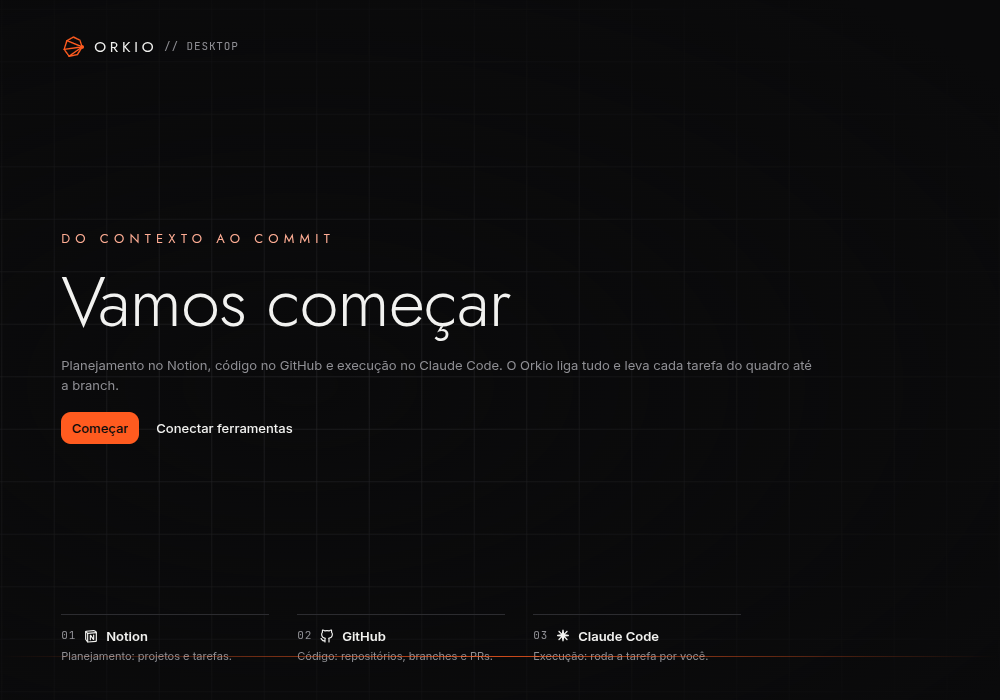 ORKIO // DESKTOP
DO CONTEXTO AO COMMIT
Vamos começar
Planejamento no Notion, código no GitHub e execução no Claude Code. O Orkio liga tudo e leva cada tarefa do quadro até
a branch.
Começar Conectar ferramentas
01 Notion 02 GitHub 03 Claude Code
Planejamento: projetos e tarefas. Código: repositórios, branches e PRs. Execução: roda a tarefa por você.